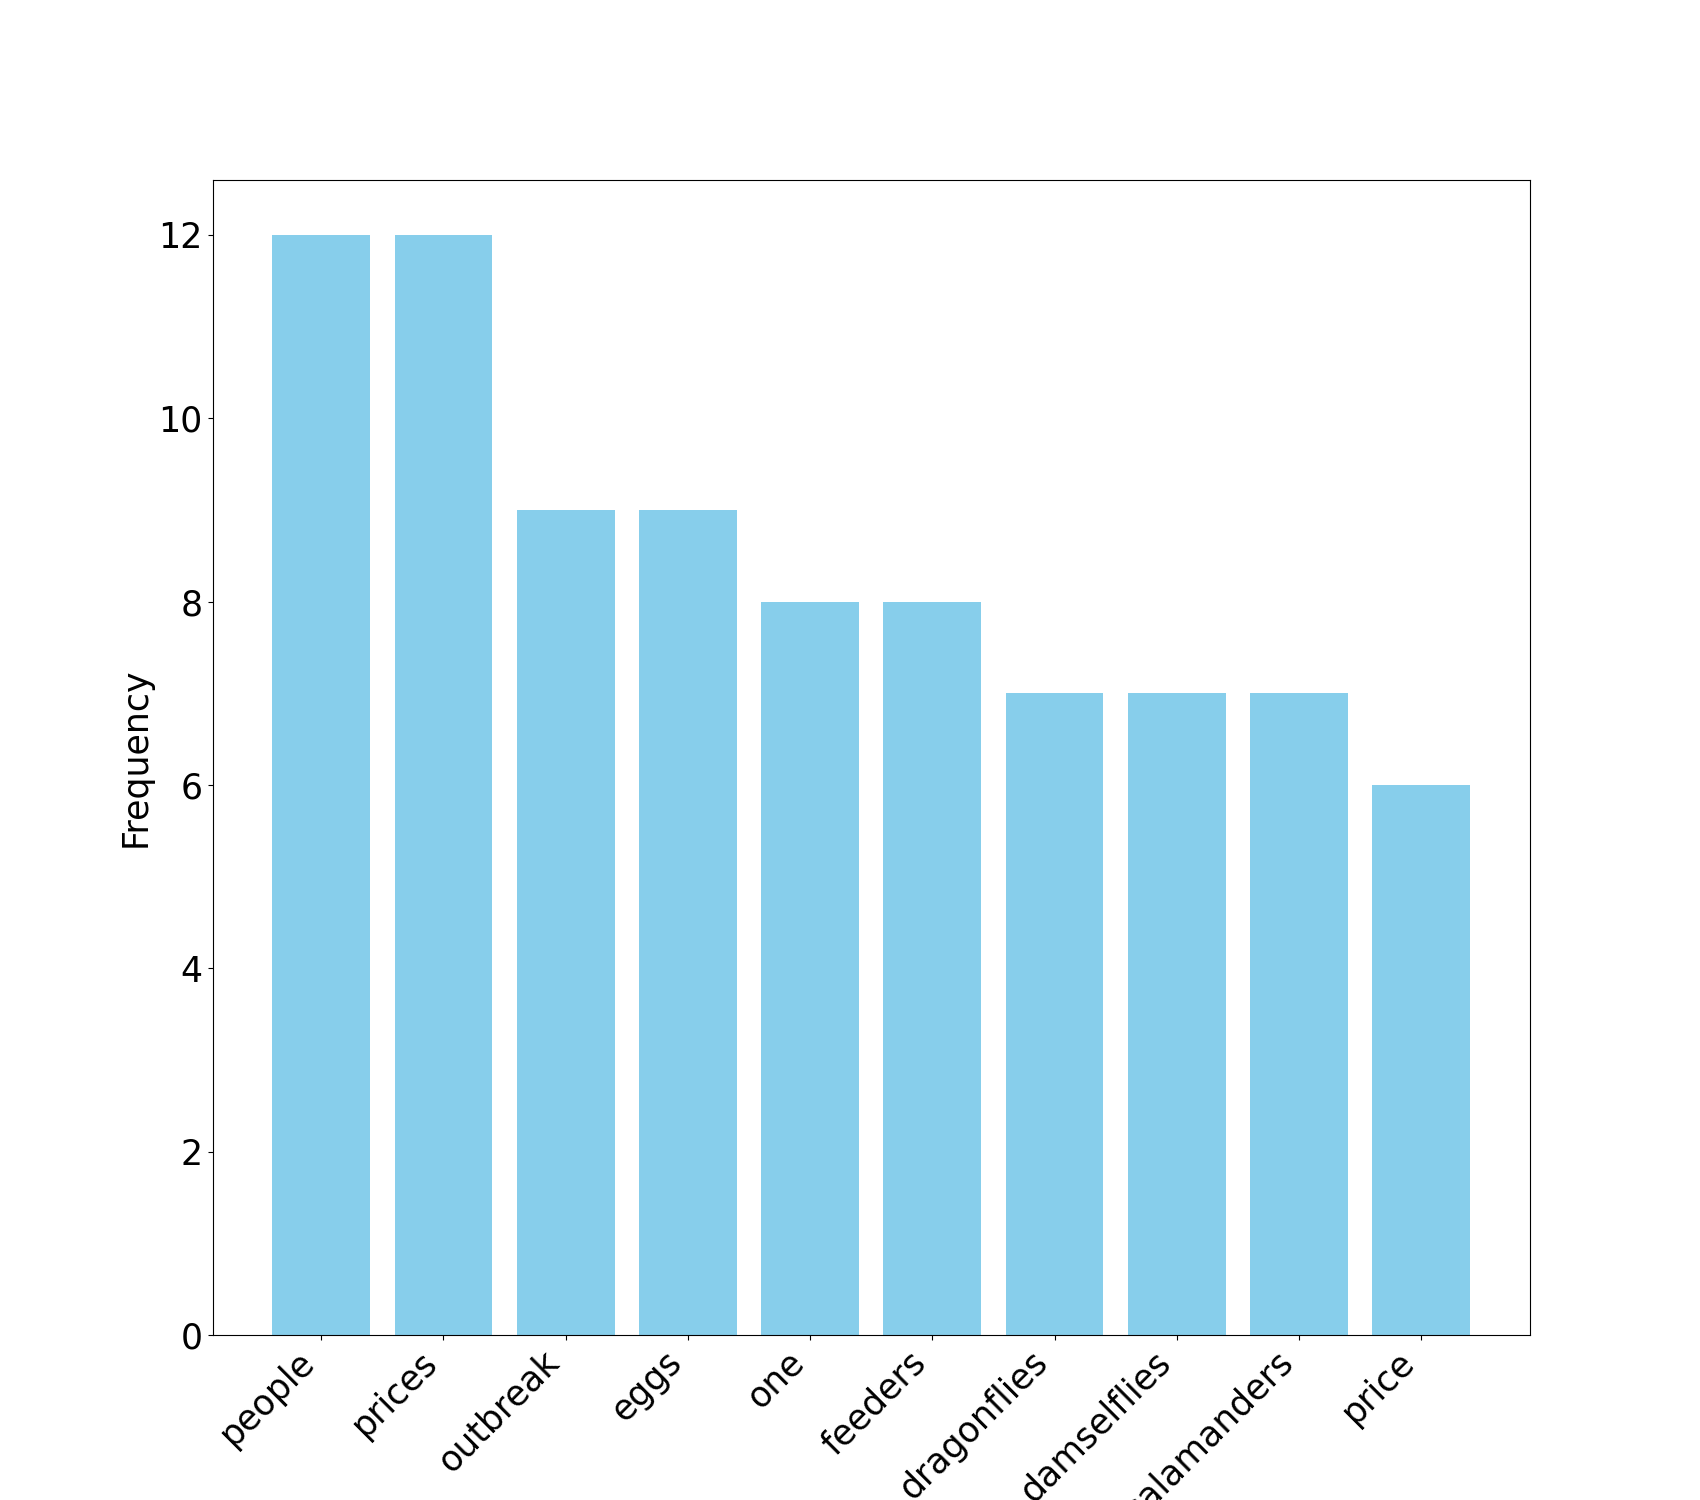 12
10
8
6
4
2
0
Frequency
people
prices
outbreak
eggs
one
feeders
dragonflies
damselflies
price